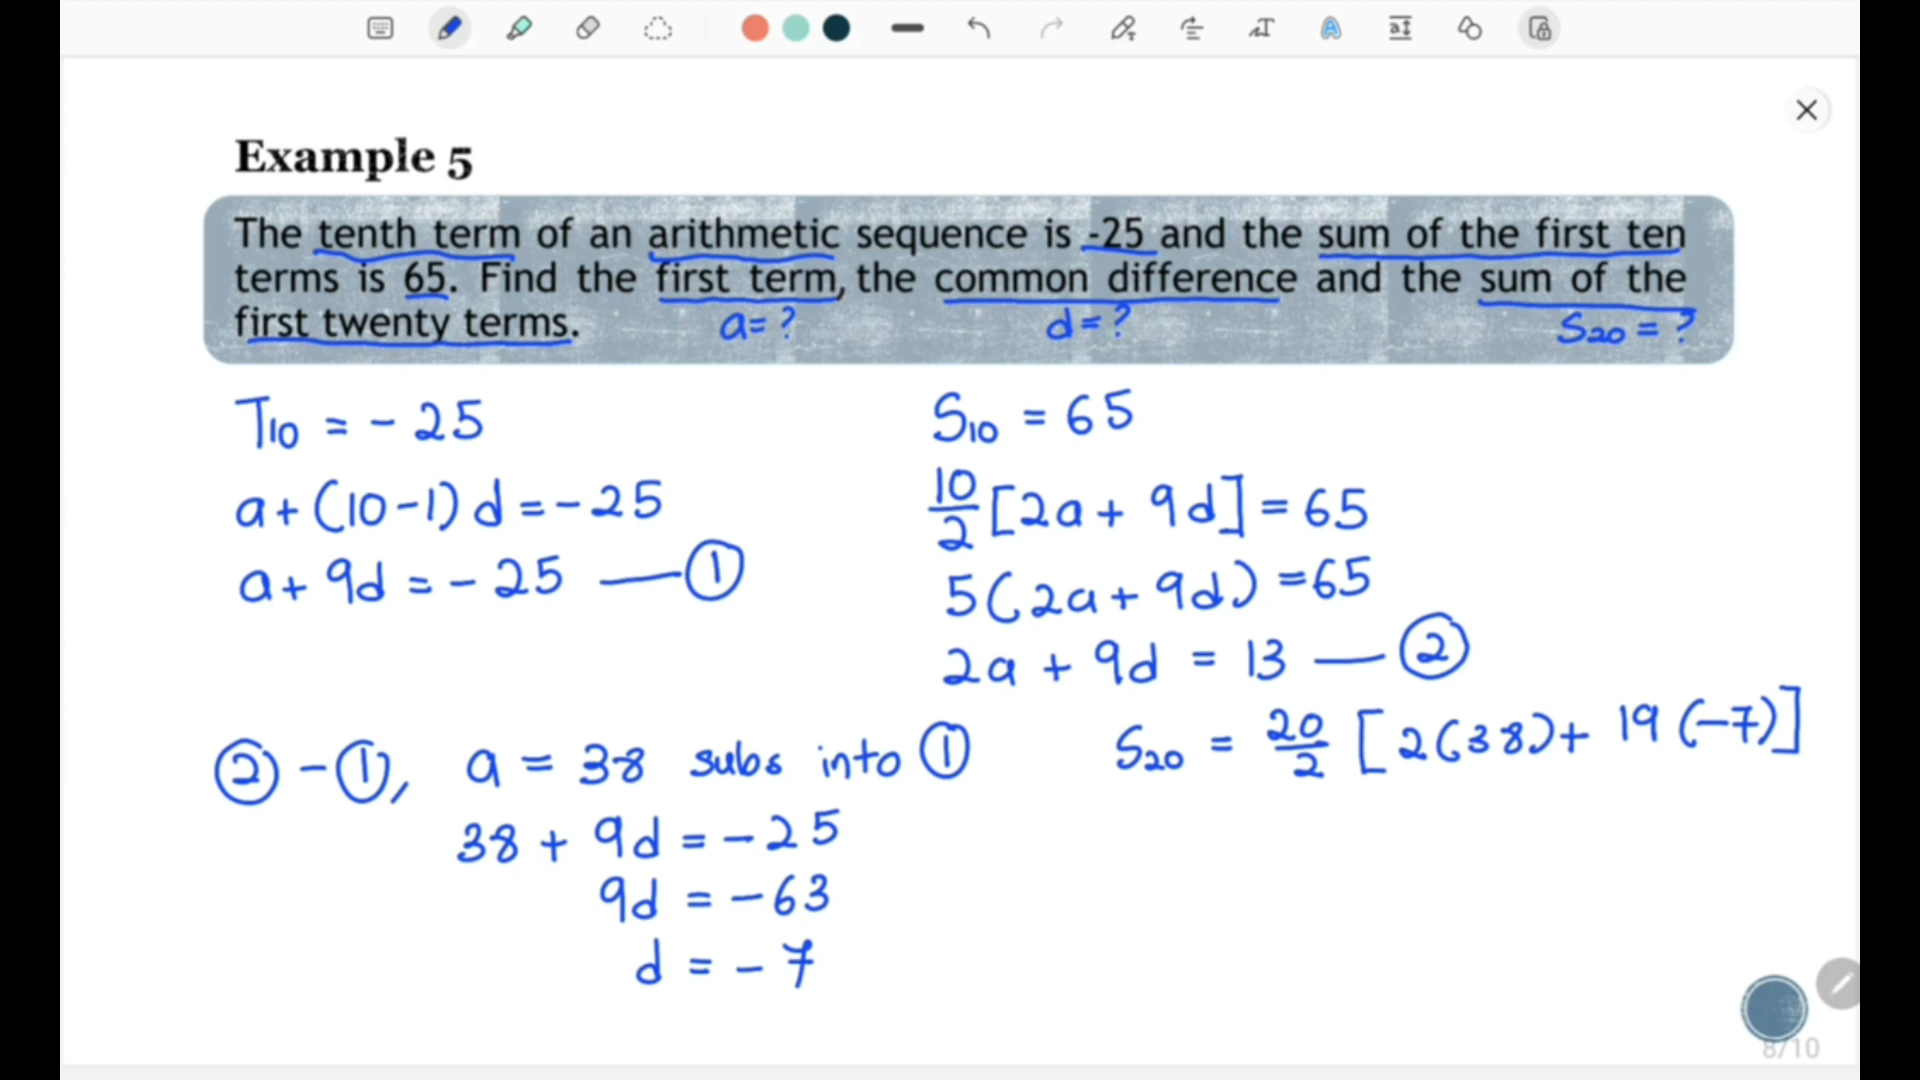 Example 5
The tenth term of an arithmetic sequence is -25 and the sum of the first ten
terms is 65. Find the first term, the common difference and the sum of the
first twenty terms.
a = ?
d = ?
S₂₀ = ?
T₁₀ = - 25
a + (10 - 1) d = - 25
a + 9d = - 25 — ①
S₁₀ = 65
10/2 [2a + 9d] = 65
5(2a + 9d) = 65
2a + 9d = 13 — ②
② - ①, a = 38 subs into ①
38 + 9d = - 25
9d = - 63
d = - 7
S₂₀ = 20/2 [2(38) + 19 (-7)]
8/10